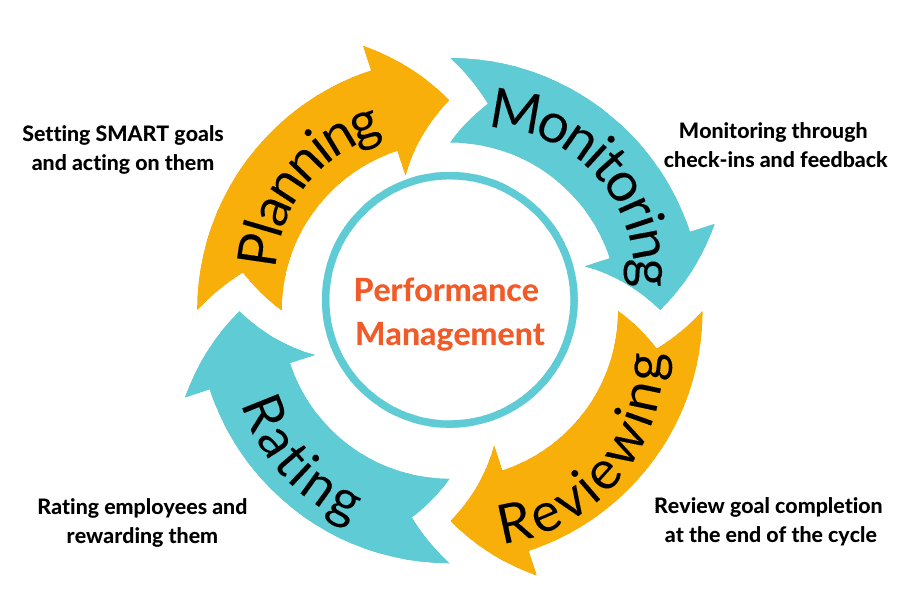 Planning
Monitoring
Setting SMART goals
and acting on them
Monitoring through
check-ins and feedback
Performance
Management
Rating
Reviewing
Rating employees and
rewarding them
Review goal completion
at the end of the cycle